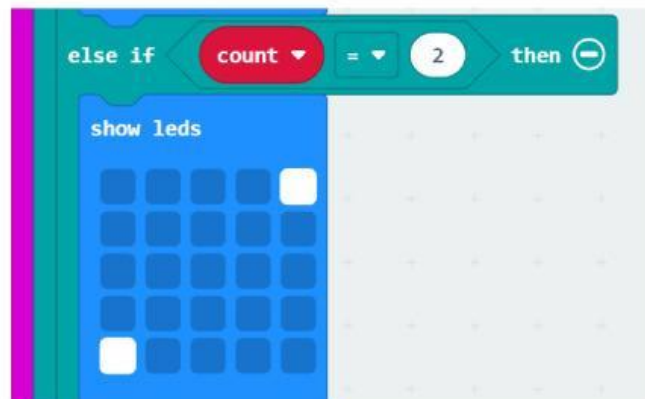 else if count = 2 then
show leds